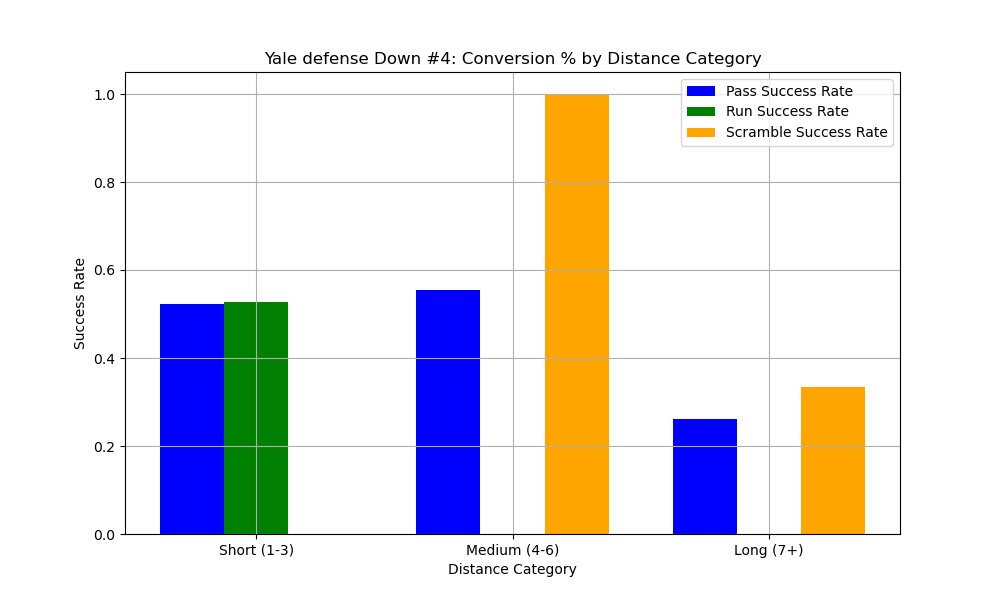 Yale defense Down #4: Conversion % by Distance Category
Pass Success Rate
Run Success Rate
Scramble Success Rate
Success Rate
1.0
0.8
0.6
0.4
0.2
0.0
Short (1-3)
Medium (4-6)
Long (7+)
Distance Category